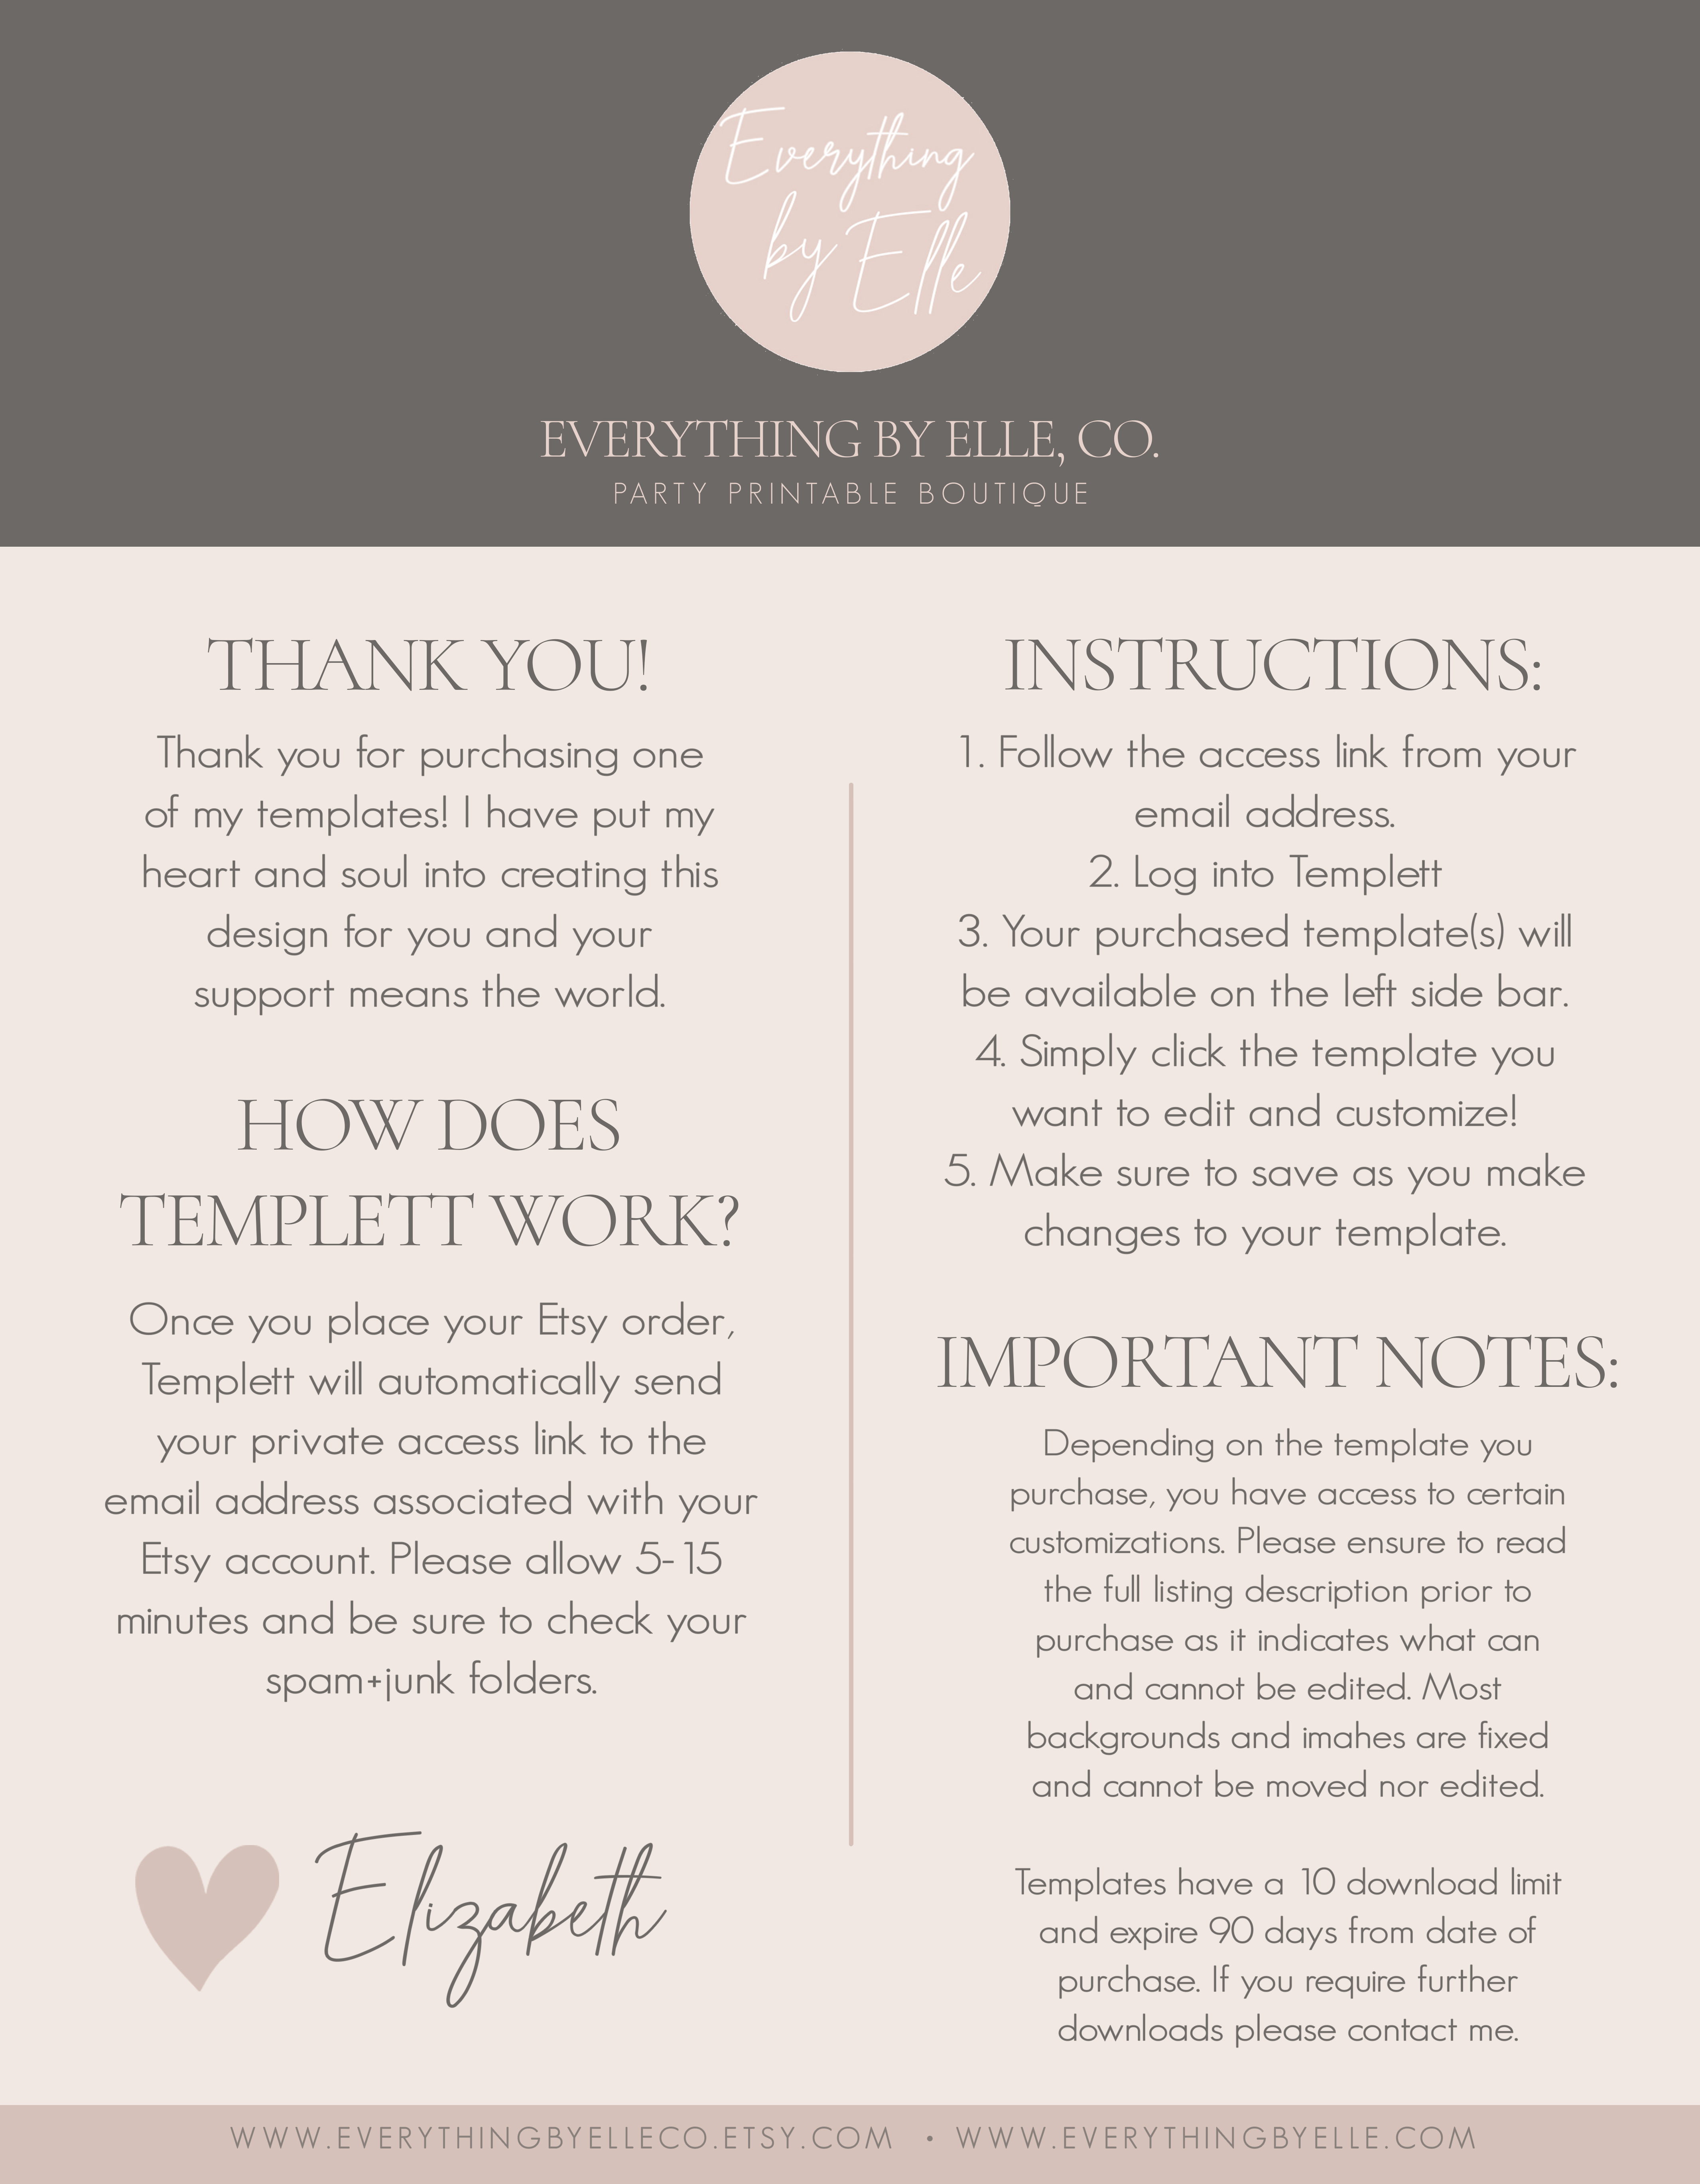 Everything
by Elle
EVERYTHING BY ELLE, CO.
PARTY PRINTABLE BOUTIQUE
THANK YOU!
Thank you for purchasing one
of my templates! I have put my
heart and soul into creating this
design for you and your
support means the world.
HOW DOES
TEMPLETT WORK?
Once you place your Etsy order,
Templett will automatically send
your private access link to the
email address associated with your
Etsy account. Please allow 5-15
minutes and be sure to check your
spam+junk folders.
Elizabeth
INSTRUCTIONS:
1. Follow the access link from your
email address.
2. Log into Templett
3. Your purchased template(s) will
be available on the left side bar.
4. Simply click the template you
want to edit and customize!
5. Make sure to save as you make
changes to your template.
IMPORTANT NOTES:
Depending on the template you
purchase, you have access to certain
customizations. Please ensure to read
the full listing description prior to
purchase as it indicates what can
and cannot be edited. Most
backgrounds and imahes are fixed
and cannot be moved nor edited.
Templates have a 10 download limit
and expire 90 days from date of
purchase. If you require further
downloads please contact me.
WWW.EVERYTHINGBYELLECO.ETSY.COM • WWW.EVERYTHINGBYELLE.COM